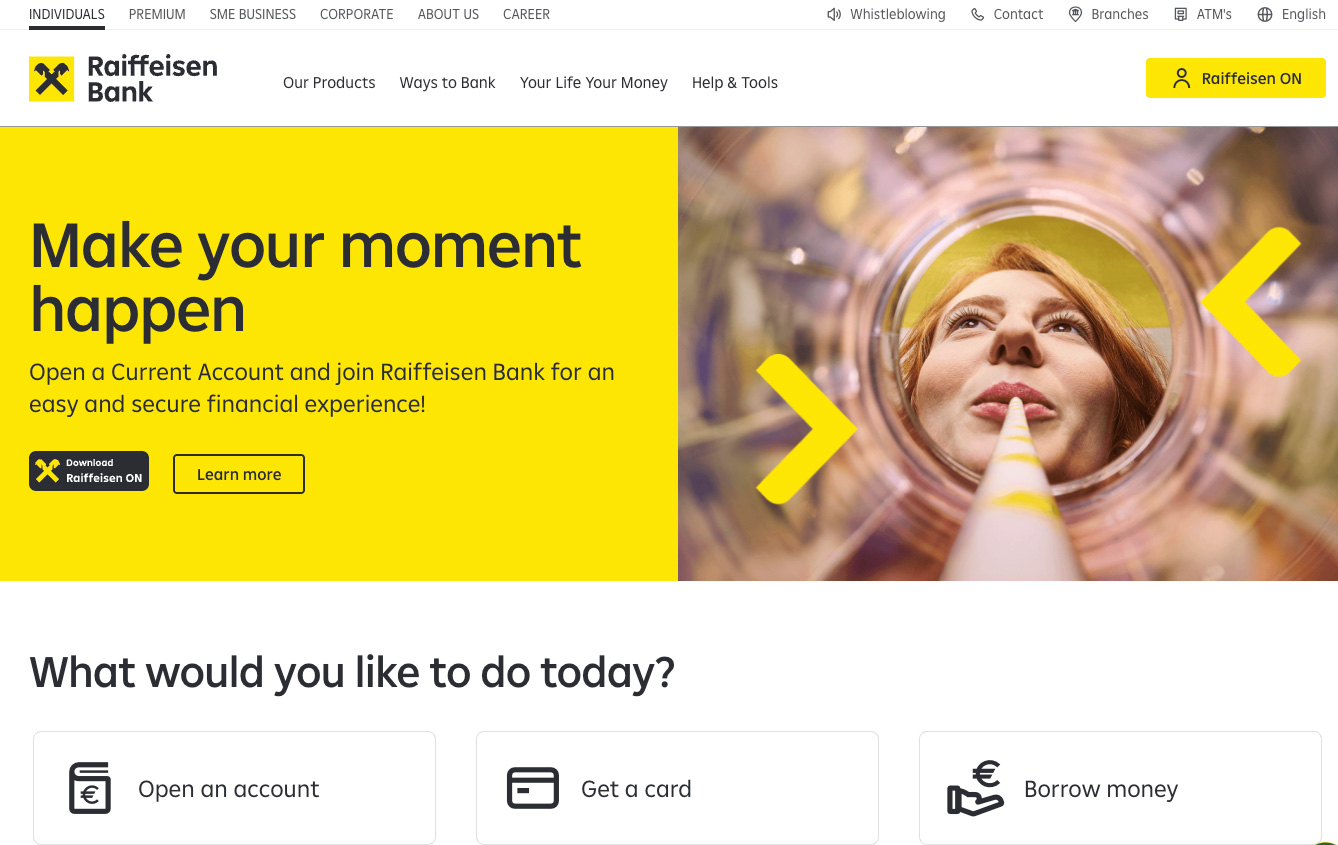 INDIVIDUALS PREMIUM SME BUSINESS CORPORATE ABOUT US CAREER Whistleblowing Contact Branches ATM's English
Raiffeisen
Bank
Our Products Ways to Bank Your Life Your Money Help & Tools
Raiffeisen ON
Make your moment
happen
Open a Current Account and join Raiffeisen Bank for an
easy and secure financial experience!
Download
Raiffeisen ON
Learn more
What would you like to do today?
Open an account
Get a card
Borrow money